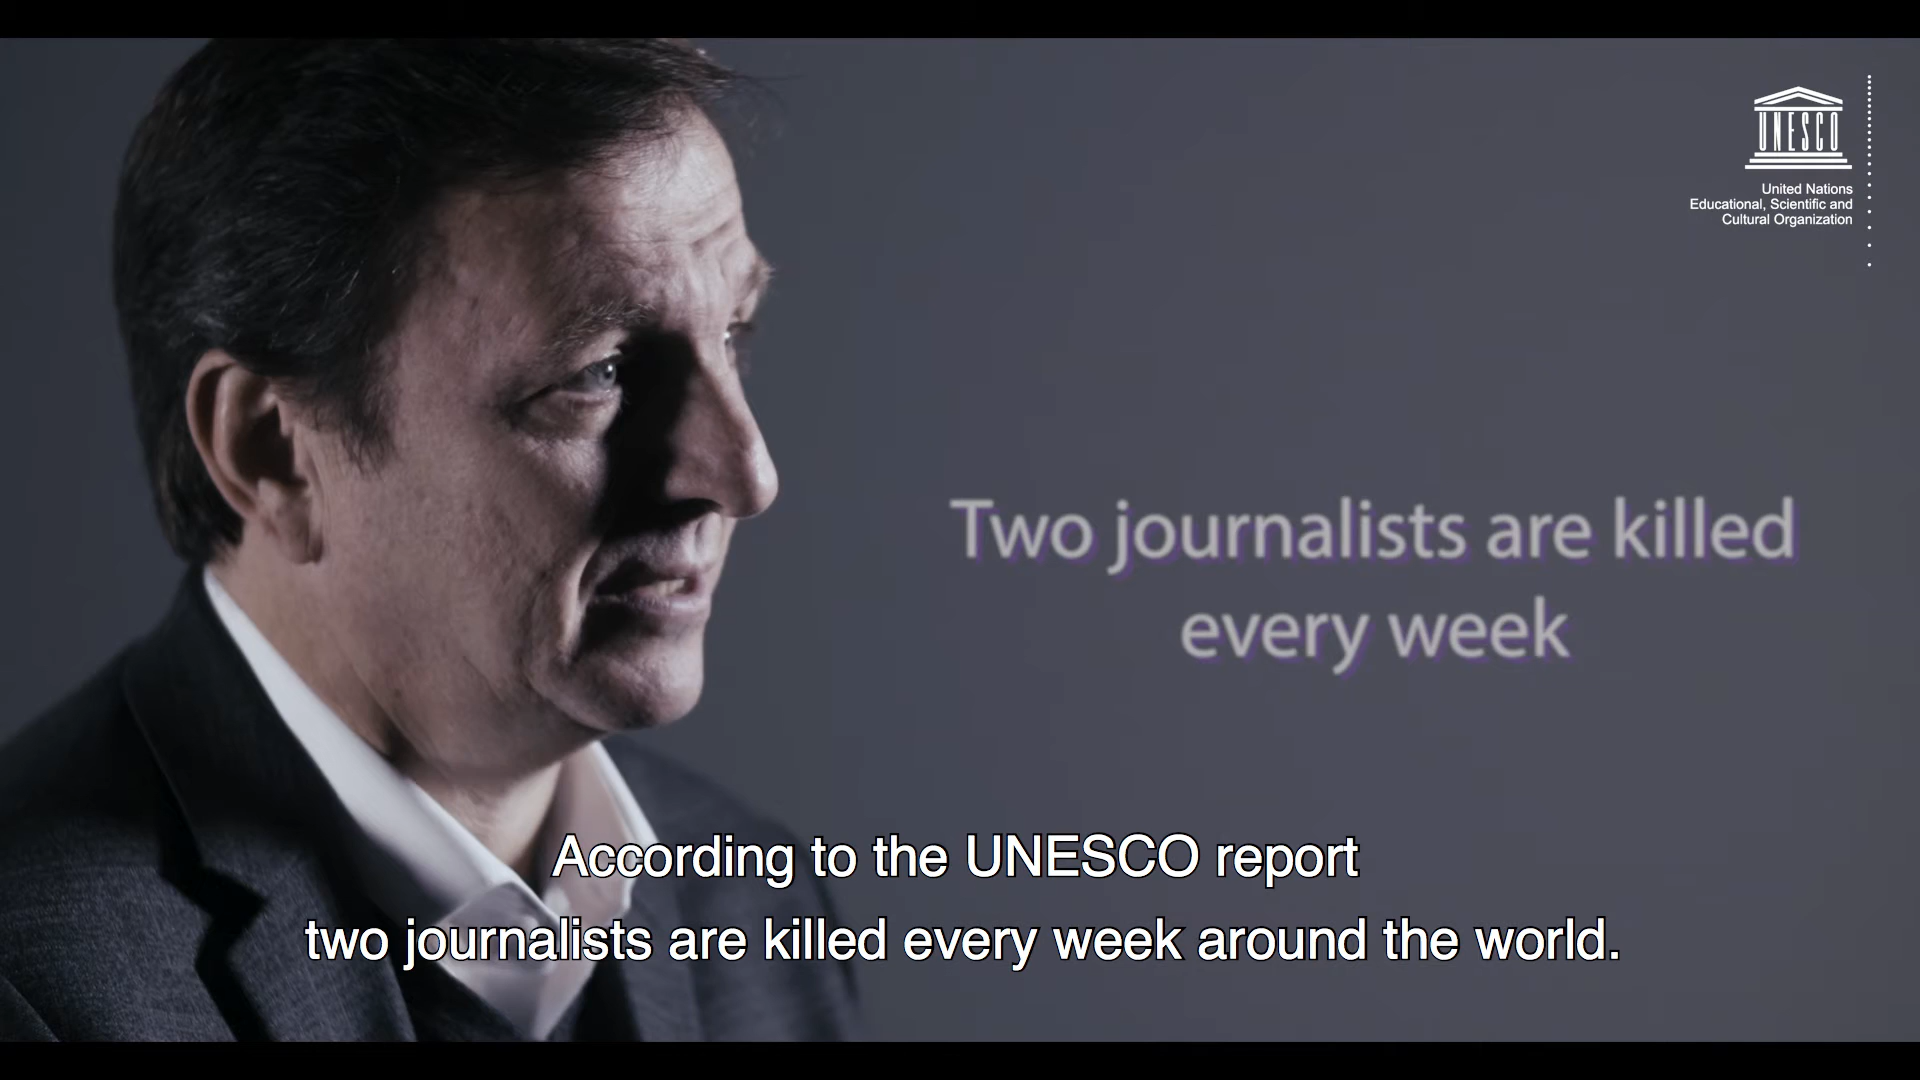 UNESCO
United Nations
Educational, Scientific and
Cultural Organization
Two journalists are killed
every week
According to the UNESCO report
two journalists are killed every week around the world.